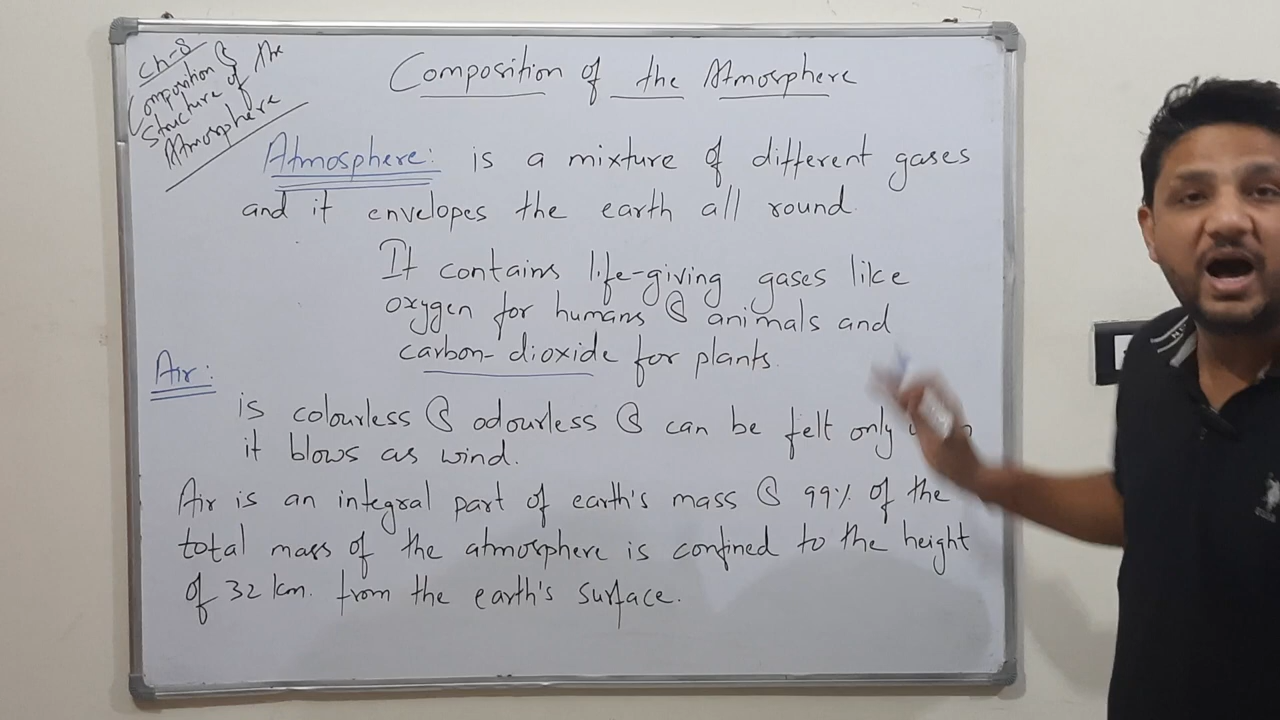 Ch-8
Composition &
Structure of the
Atmosphere
Composition of the Atmosphere
Atmosphere: is a mixture of different gases
and it envelopes the earth all round.
It contains life-giving gases like
oxygen for humans & animals and
carbon-dioxide for plants.
Air:
is colourless & odourless & can be felt only
it blows as wind.
Air is an integral part of earth's mass & 99% of the
total mass of the atmosphere is confined to the height
of 32 km. from the earth's surface.